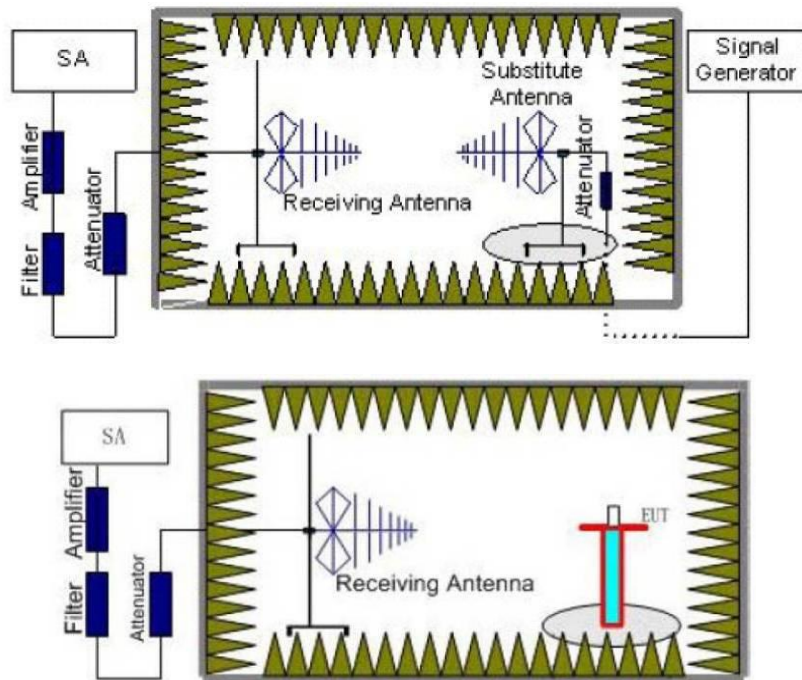 SA
Substitute
Antenna
Signal
Generator
Amplifier
Attenuator
Attenuator
Receiving Antenna
Filter
SA
Amplifier
EUT
Filter
Attenuator
Receiving Antenna